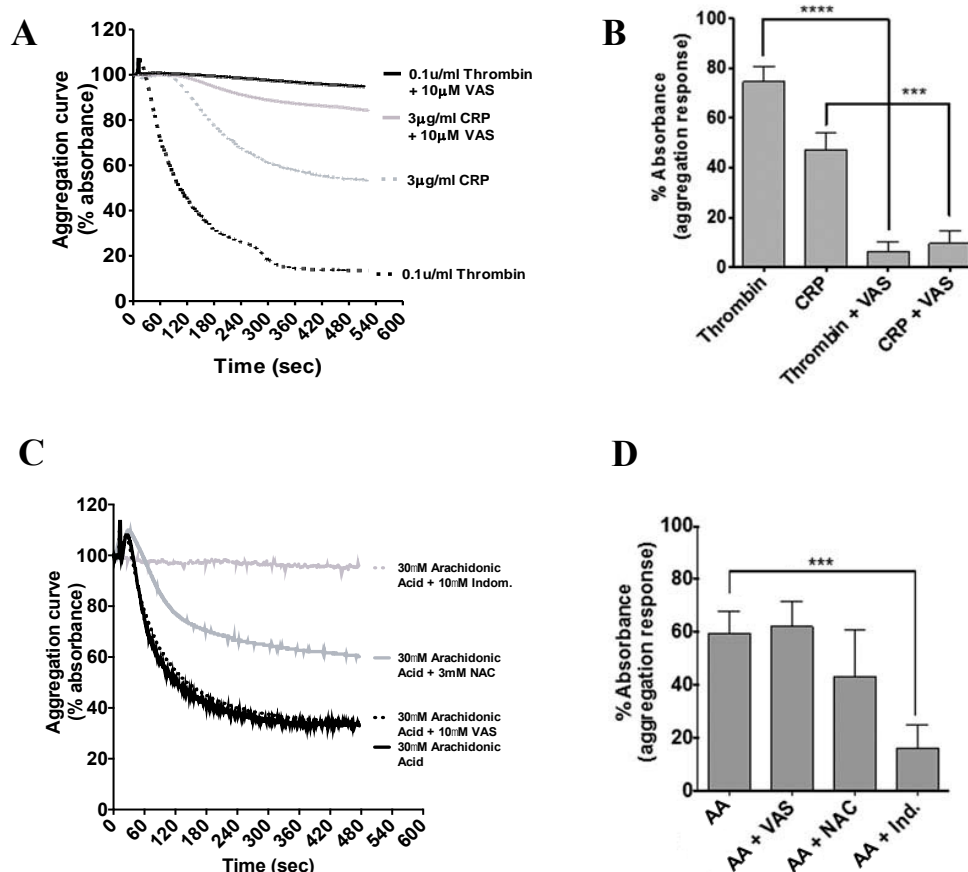 A
Aggregation curve
(% absorbance)
120
100
80
60
40
20
0
0
60
120
180
240
300
360
420
480
540
600
Time (sec)
0.1u/ml Thrombin
+ 10μM VAS
3μg/ml CRP
+ 10μM VAS
3μg/ml CRP
0.1u/ml Thrombin
B
% Absorbance
(aggregation response)
100
80
60
40
20
0
****
***
Thrombin
CRP
Thrombin + VAS
CRP + VAS
C
Aggregation curve
(% absorbance)
120
100
80
60
40
20
0
0
60
120
180
240
300
360
420
480
540
600
Time (sec)
30mM Arachidonic
Acid + 10mM Indom.
30mM Arachidonic
Acid + 3mM NAC
30mM Arachidonic
Acid + 10mM VAS
30mM Arachidonic
Acid
D
% Absorbance
(aggregation response)
100
80
60
40
20
0
***
AA
AA + VAS
AA + NAC
AA + Ind.